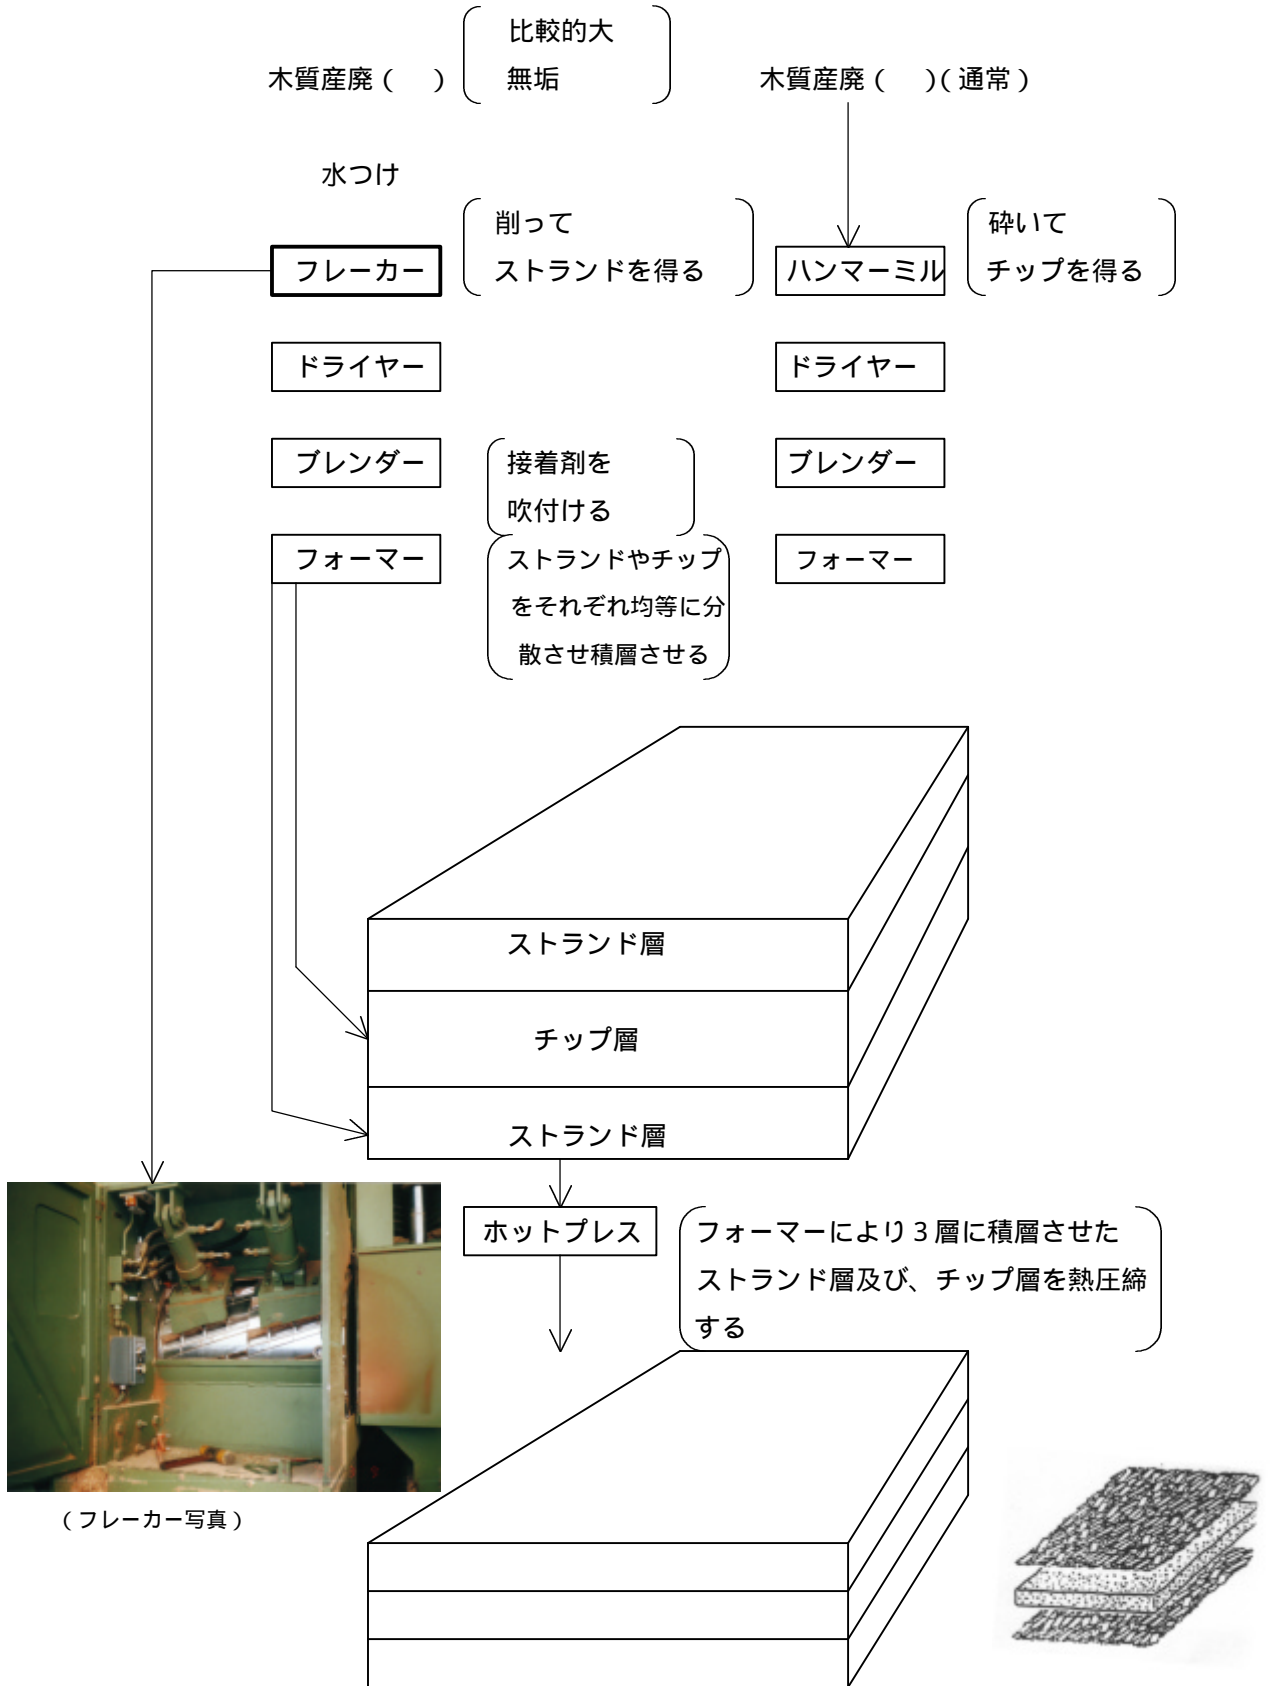 比較的大
木質産廃（　）　無垢
木質産廃（　）（通常）
水つけ
削って
ストランドを得る
砕いて
チップを得る
フレーカー
ハンマーミル
ドライヤー
ドライヤー
ブレンダー
接着剤を
吹付ける
ブレンダー
フォーマー
ストランドやチップ
をそれぞれ均等に分
散させ積層させる
フォーマー
ストランド層
チップ層
ストランド層
ホットプレス
フォーマーにより３層に積層させた
ストランド層及び、チップ層を熱圧締
する
（フレーカー写真）